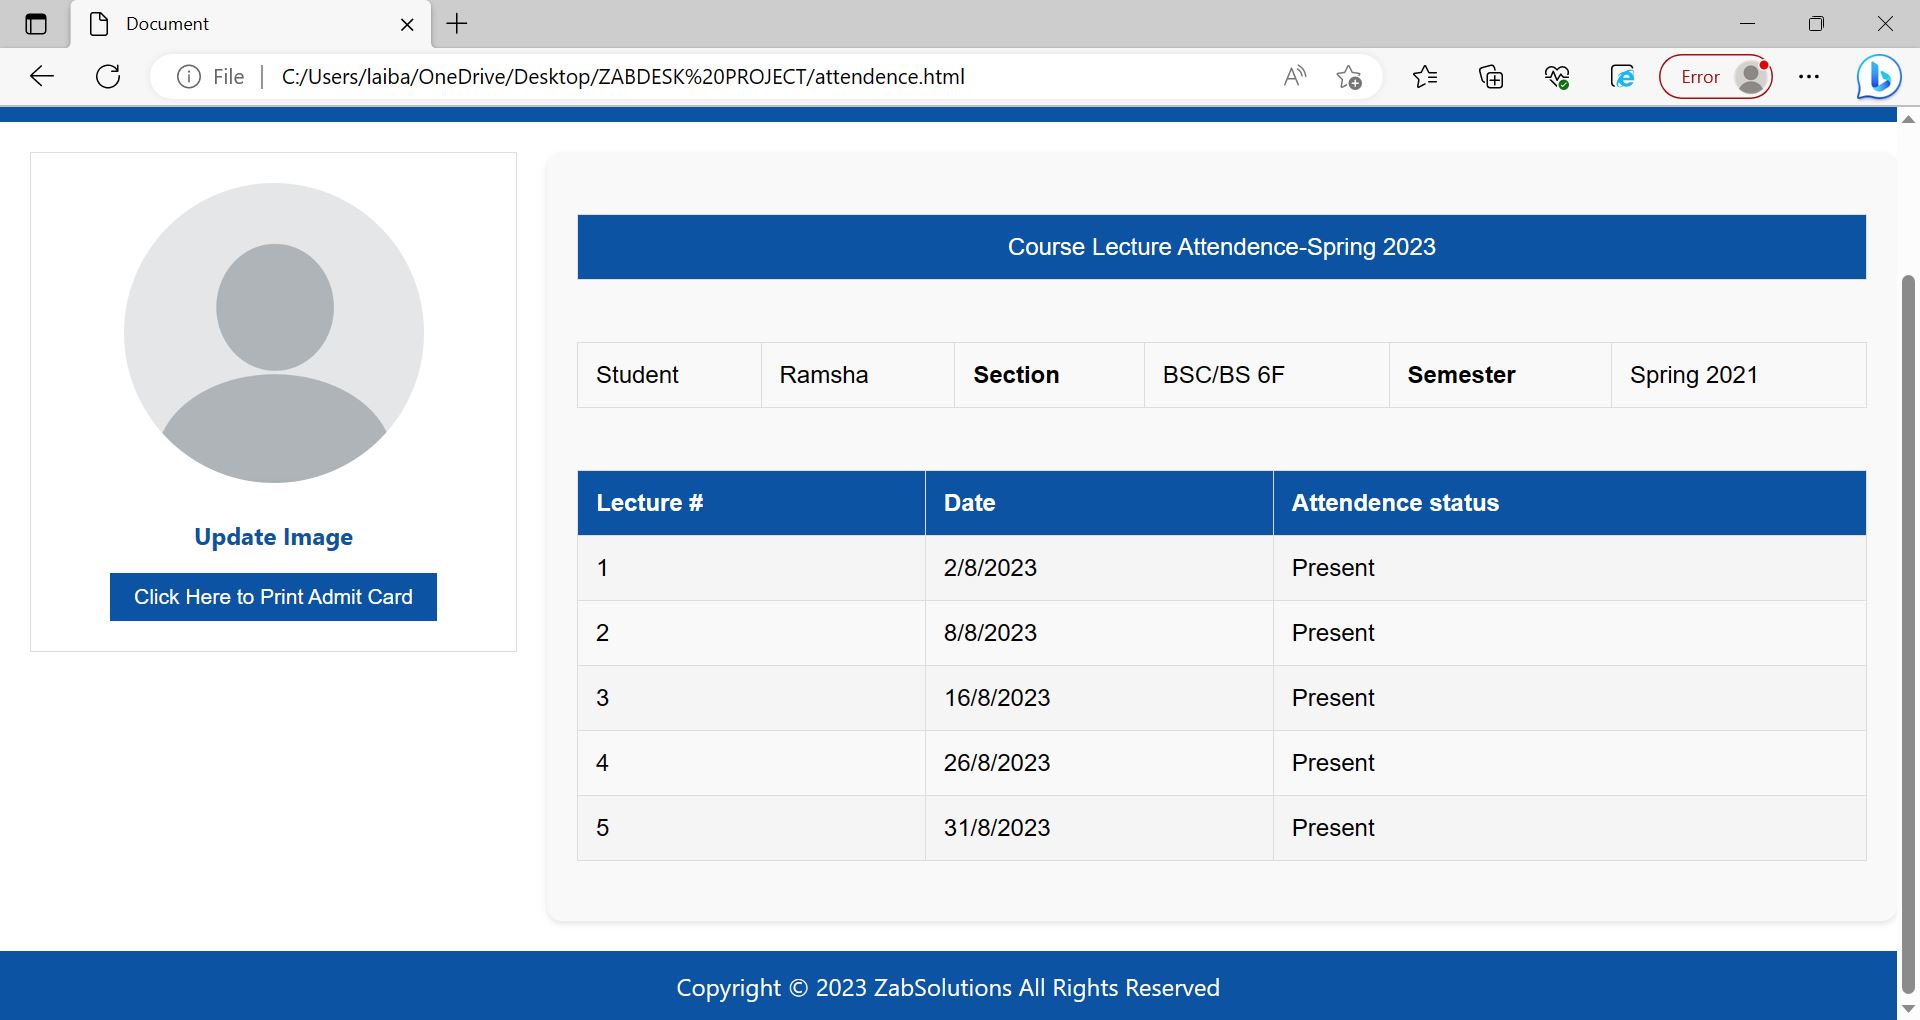 Document
File
C:/Users/laiba/OneDrive/Desktop/ZABDESK%20PROJECT/attendence.html
Error
Update Image
Click Here to Print Admit Card
Course Lecture Attendence-Spring 2023
Student Ramsha Section BSC/BS 6F Semester Spring 2021
Lecture # Date Attendence status
1 2/8/2023 Present
2 8/8/2023 Present
3 16/8/2023 Present
4 26/8/2023 Present
5 31/8/2023 Present
Copyright © 2023 ZabSolutions All Rights Reserved